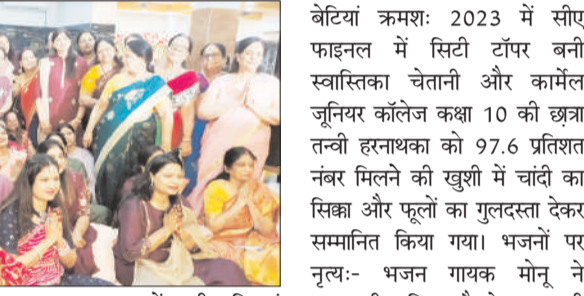 बेटियां क्रमशः 2023 में सीए
फाइनल में सिटी टॉपर बनी
स्वास्तिका चेतानी और कार्मेल
जूनियर कॉलेज कक्षा 10 की छात्रा
तन्वी हरनाथका को 97.6 प्रतिशत
नंबर मिलने की खुशी में चांदी का
सिक्का और फूलों का गुलदस्ता देकर
सम्मानित किया गया। भजनों पर
नृत्यः- भजन गायक मोनू ने